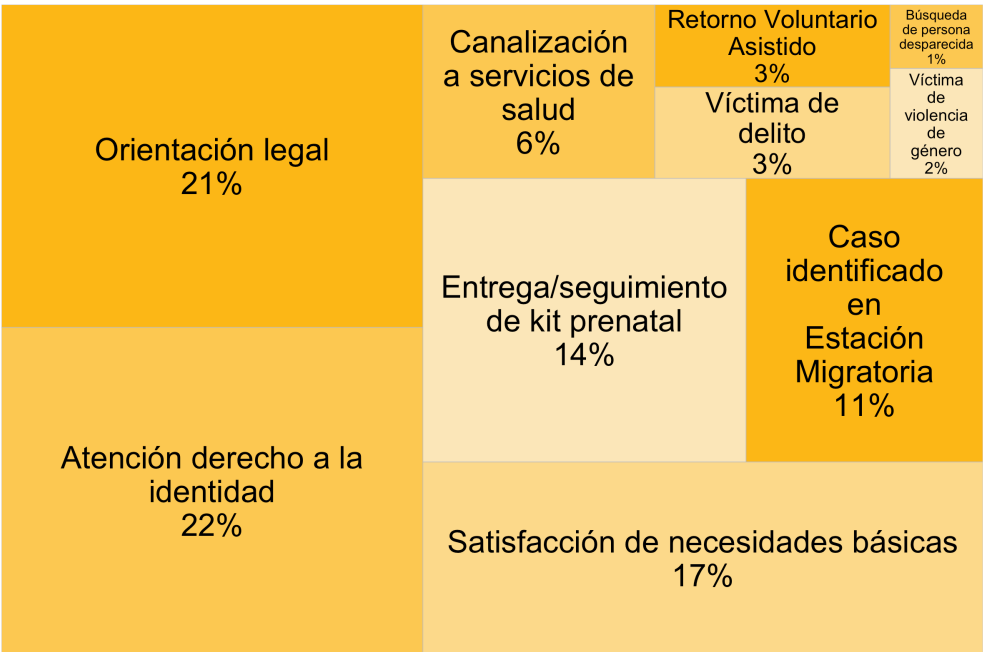 Orientación legal
21%
Atención derecho a la
identidad
22%
Canalización
a servicios de
salud
6%
Retorno Voluntario
Asistido
3%
Víctima de
delito
3%
Búsqueda
de persona
desparecida
1%
Víctima
de
violencia
de
género
2%
Entrega/seguimiento
de kit prenatal
14%
Caso
identificado
en
Estación
Migratoria
11%
Satisfacción de necesidades básicas
17%